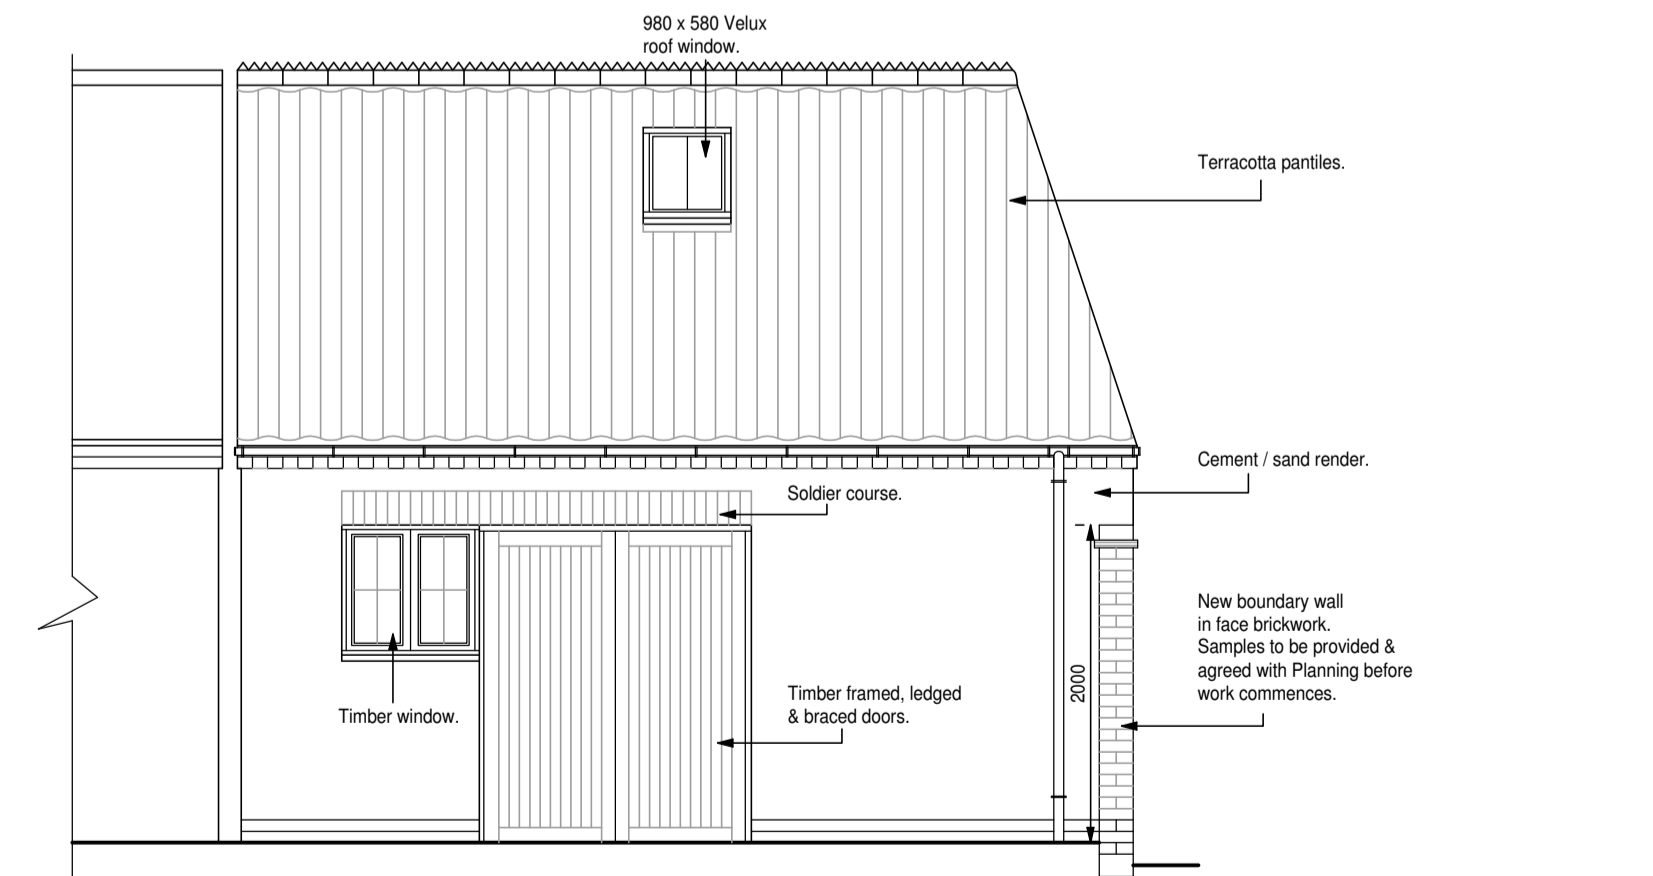 980 x 580 Velux
roof window.
Terracotta pantiles.
Cement / sand render.
Soldier course.
New boundary wall
in face brickwork.
Samples to be provided &
agreed with Planning before
work commences.
2000
Timber framed, ledged
& braced doors.
Timber window.